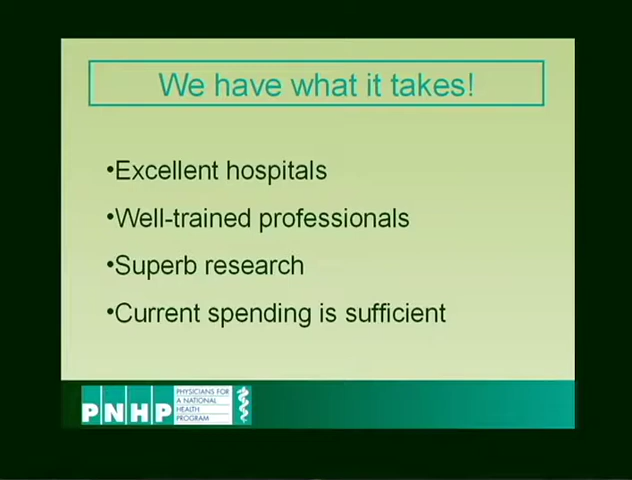 We have what it takes!
•Excellent hospitals
•Well-trained professionals
•Superb research
•Current spending is sufficient
PNHP
PHYSICIANS FOR
A NATIONAL
HEALTH
PROGRAM